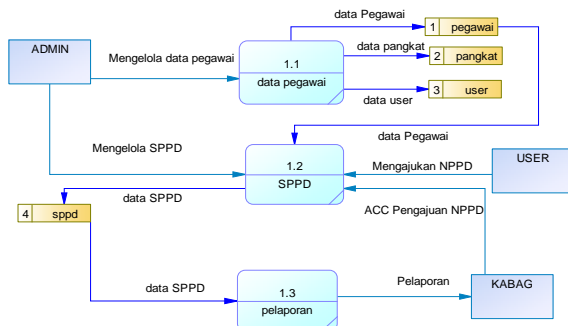 data Pegawai
1 pegawai
ADMIN
Mengelola data pegawai
1.1
data pegawai
data pangkat
2 pangkat
3 user
data user
data Pegawai
Mengelola SPPD
1.2
SPPD
Mengajukan NPPD
USER
data SPPD
ACC Pengajuan NPPD
4 sppd
data SPPD
1.3
pelaporan
Pelaporan
KABAG